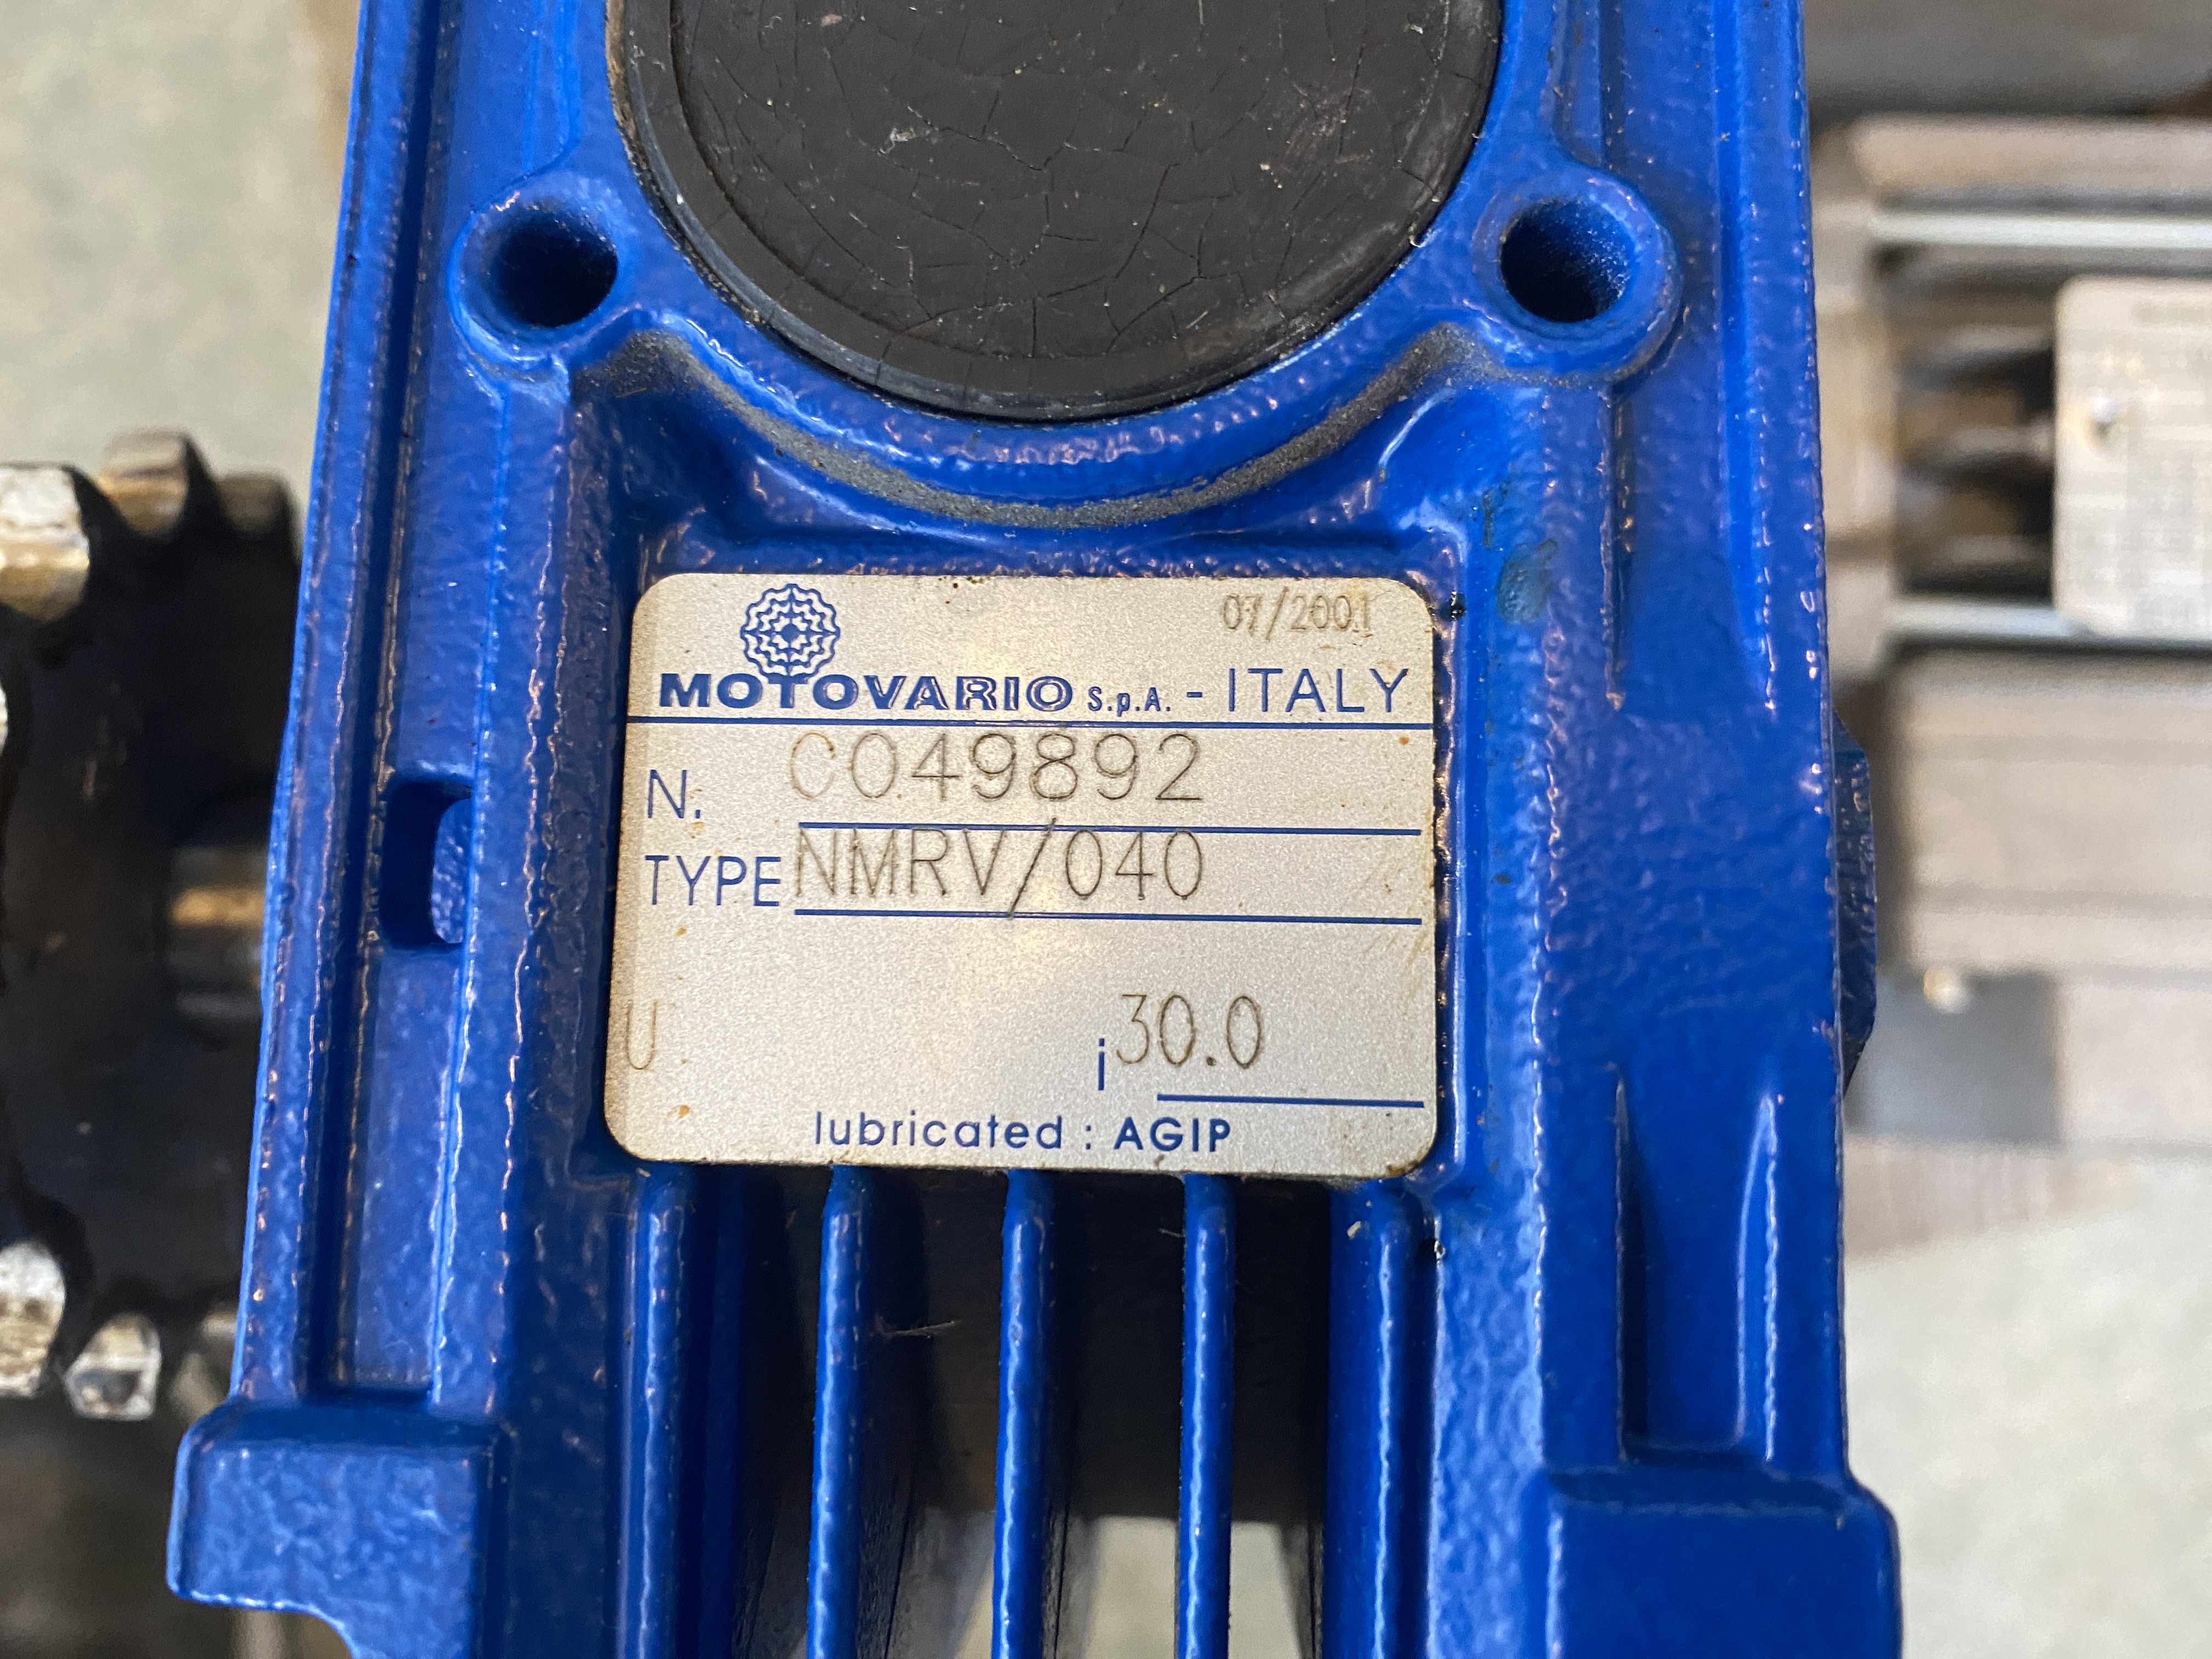 07/2001
MOTOVARIO S.p.A. - ITALY
N. C049892
TYPE NMRV/040
U i 30.0
lubricated : AGIP